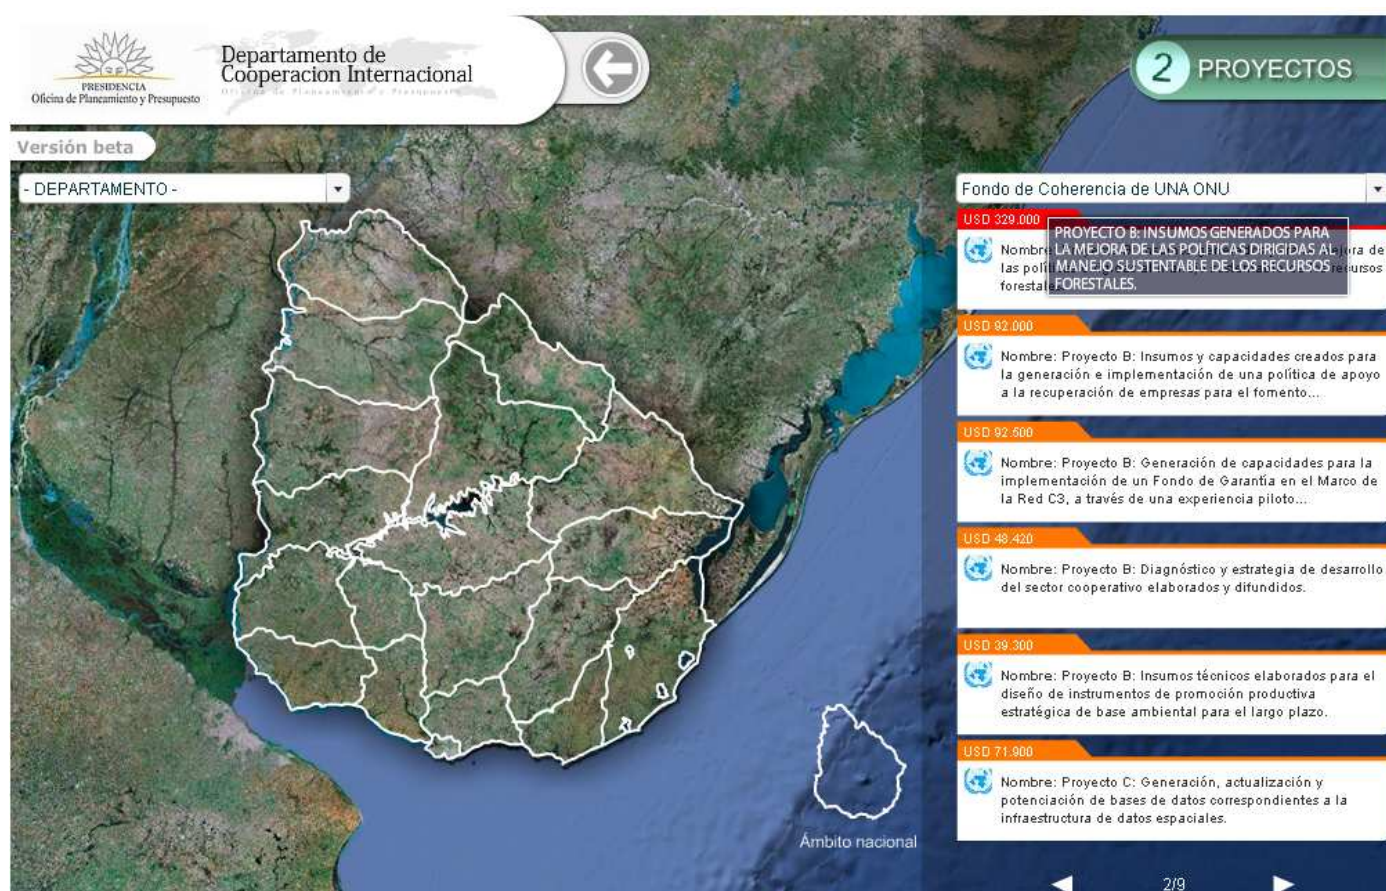 PRESIDENCIA
Oficina de Planeamiento y Presupuesto
Departamento de
Cooperacion Internacional
Oficina de Planeamiento y Presupuesto
2 PROYECTOS
Versión beta
- DEPARTAMENTO -
Fondo de Coherencia de UNA ONU
USD 329.000
PROYECTO B: INSUMOS GENERADOS PARA
LA MEJORA DE LAS POLÍTICAS DIRIGIDAS AL
MANEJO SUSTENTABLE DE LOS RECURSOS
FORESTALES.
USD 92.000
Nombre: Proyecto B: Insumos y capacidades creados para
la generación e implementación de una política de apoyo
a la recuperación de empresas para el fomento...
USD 92.500
Nombre: Proyecto B: Generación de capacidades para la
implementación de un Fondo de Garantía en el Marco de
la Red C3, a través de una experiencia piloto...
USD 48.420
Nombre: Proyecto B: Diagnóstico y estrategia de desarrollo
del sector cooperativo elaborados y difundidos.
USD 39.300
Nombre: Proyecto B: Insumos técnicos elaborados para el
diseño de instrumentos de promoción productiva
estratégica de base ambiental para el largo plazo.
USD 71.900
Nombre: Proyecto C: Generación, actualización y
potenciación de bases de datos correspondientes a la
infraestructura de datos espaciales.
Ámbito nacional
2/9